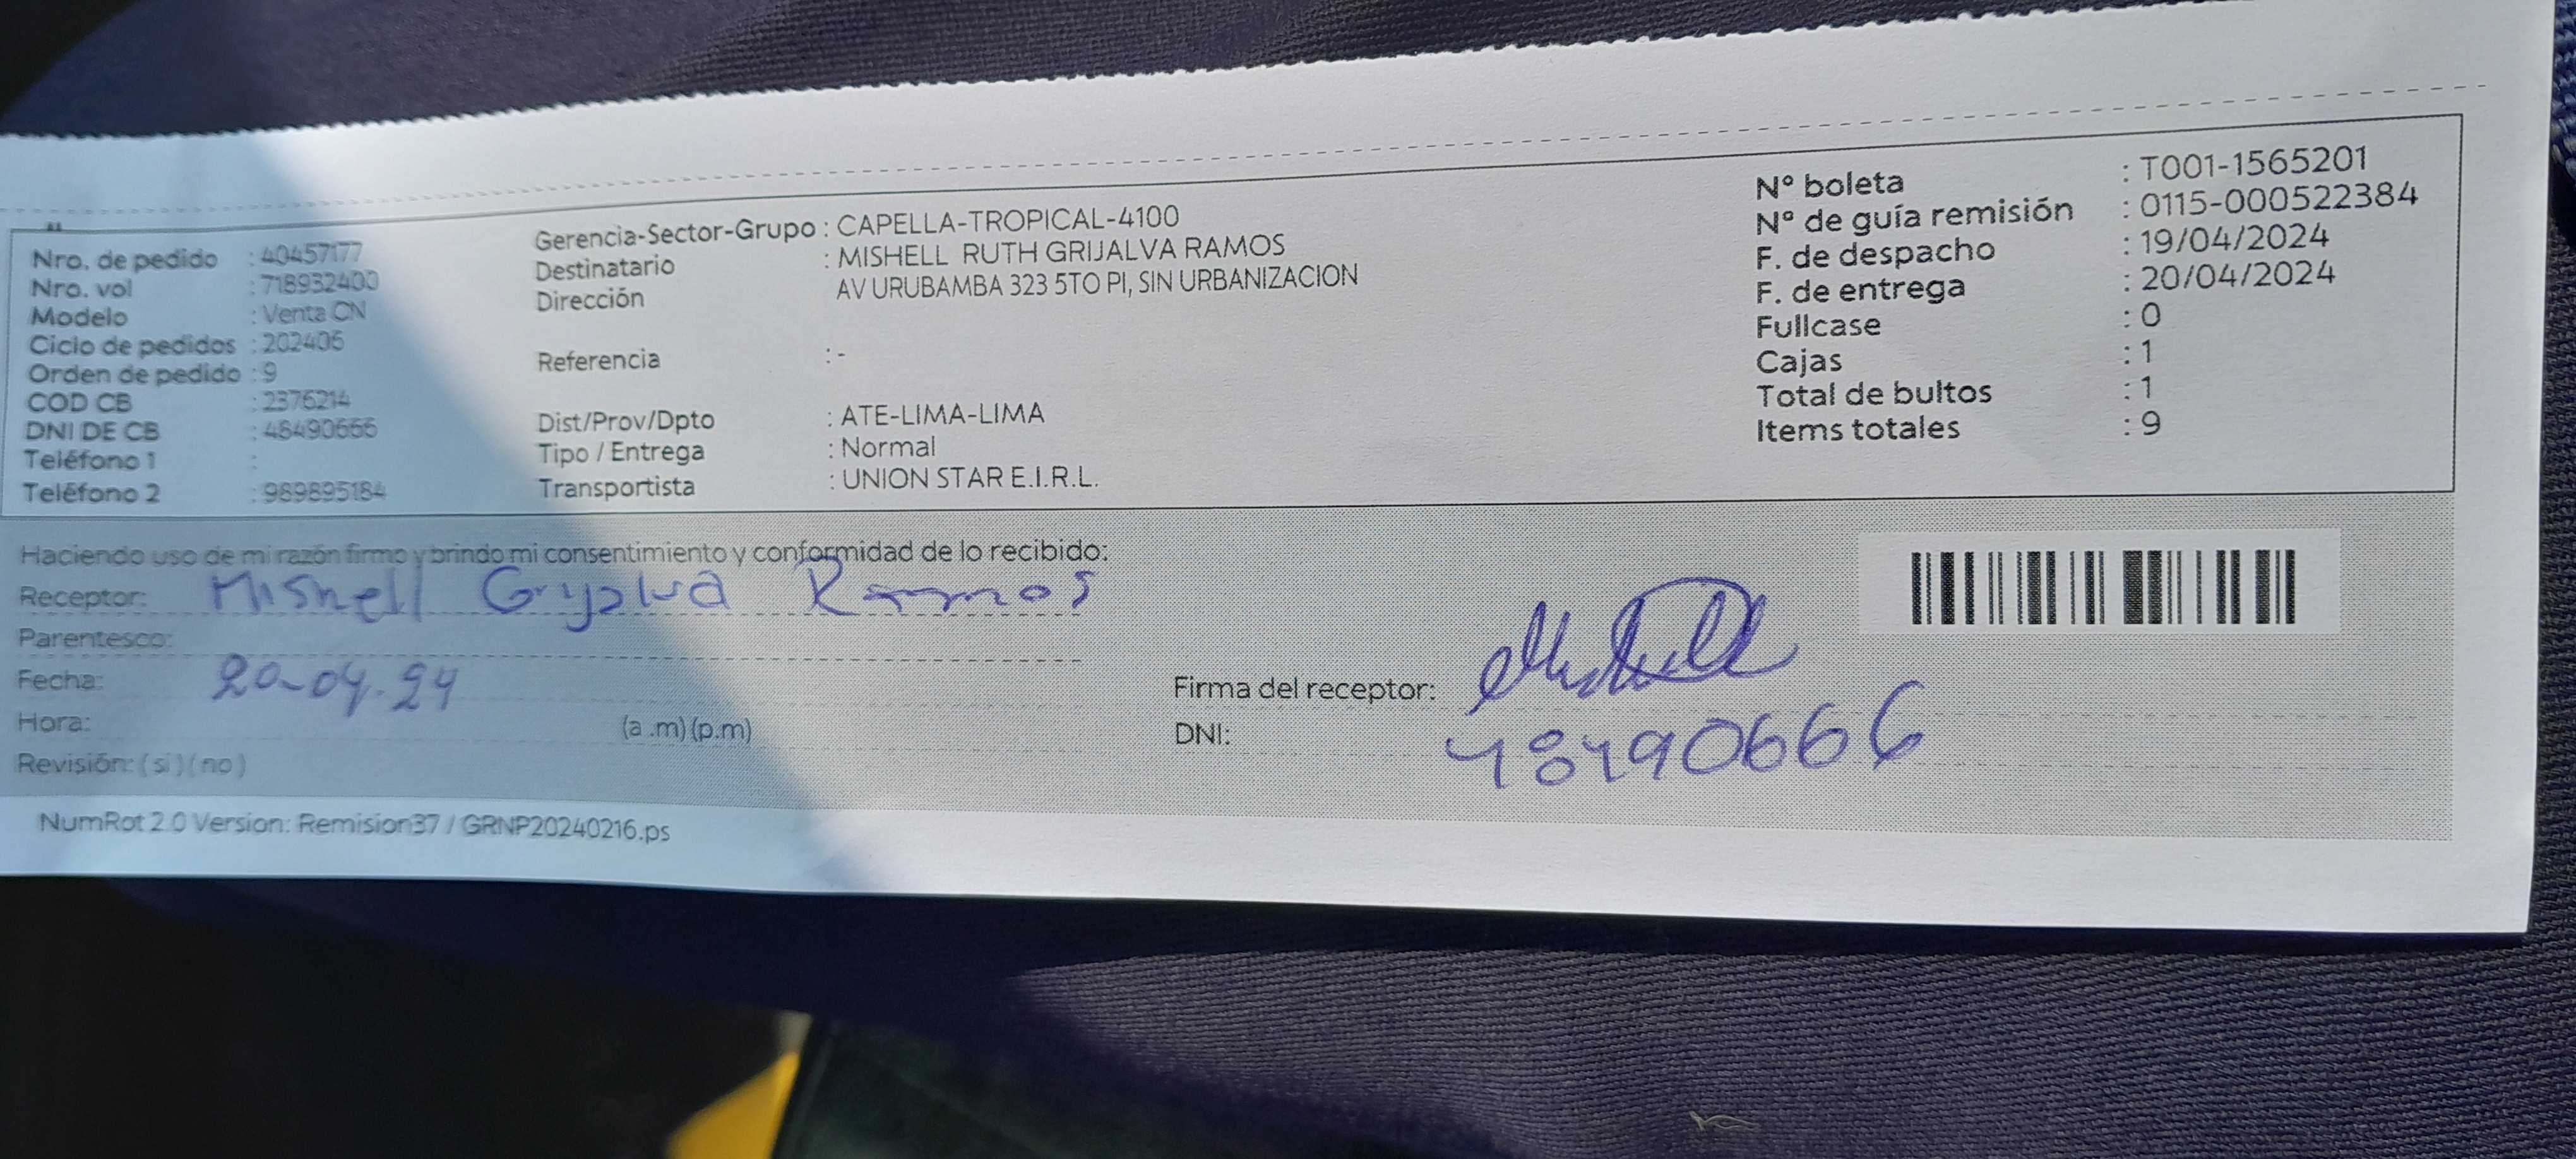 Nro. de pedido : 40457177
Nro. vol : 718932400
Modelo : Venta CN
Ciclo de pedidos : 202406
Orden de pedido : 9
COD CB : 2376214
DNI DE CB : 48490666
Teléfono 1 :
Teléfono 2 : 989895184
Gerencia-Sector-Grupo : CAPELLA-TROPICAL-4100
Destinatario : MISHELL RUTH GRIJALVA RAMOS
Dirección AV URUBAMBA 323 5TO PI, SIN URBANIZACION
Referencia : -
Dist/Prov/Dpto : ATE-LIMA-LIMA
Tipo / Entrega : Normal
Transportista : UNION STAR E.I.R.L.
Nº boleta : T001-1565201
Nº de guía remisión : 0115-000522384
F. de despacho : 19/04/2024
F. de entrega : 20/04/2024
Fullcase : 0
Cajas : 1
Total de bultos : 1
Items totales : 9
Haciendo uso de mi razón firmo y brindo mi consentimiento y conformidad de lo recibido:
Receptor: Mishell Grijalva Ramos
Parentesco:
Fecha: 20-04-24
Hora: (a .m) (p.m)
Revisión: ( si ) ( no )
Firma del receptor: Mishell
DNI: 48490666
NumRot 2.0 Version: Remision37 / GRNP20240216.ps